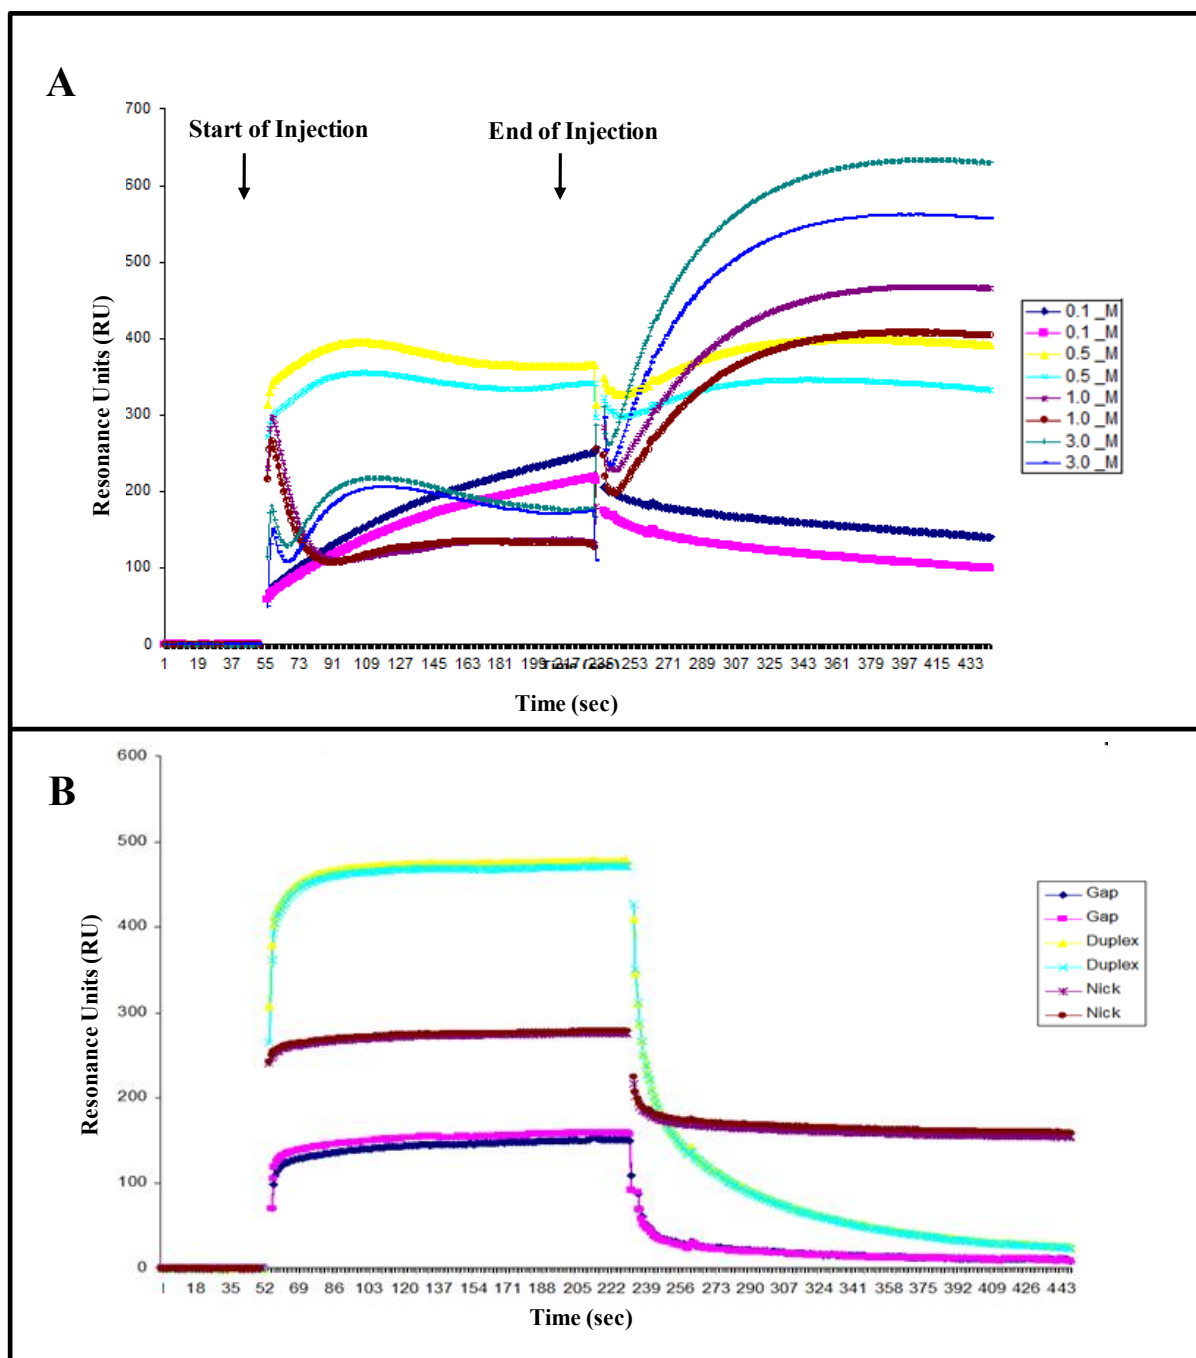 A
700
600
500
400
300
200
100
0
Resonance Units (RU)
Start of Injection
End of Injection
1 19 37 55 73 91 109 127 145 163 181 199 217 235 253 271 289 307 325 343 361 379 397 415 433
Time (sec)
0.1 _M
0.1 _M
0.5 _M
0.5 _M
1.0 _M
1.0 _M
3.0 _M
3.0 _M
B
600
500
400
300
200
100
0
Resonance Units (RU)
18 35 52 69 86 103 120 137 154 171 188 205 222 239 256 273 290 307 324 341 358 375 392 409 426 443
Time (sec)
Gap
Gap
Duplex
Duplex
Nick
Nick